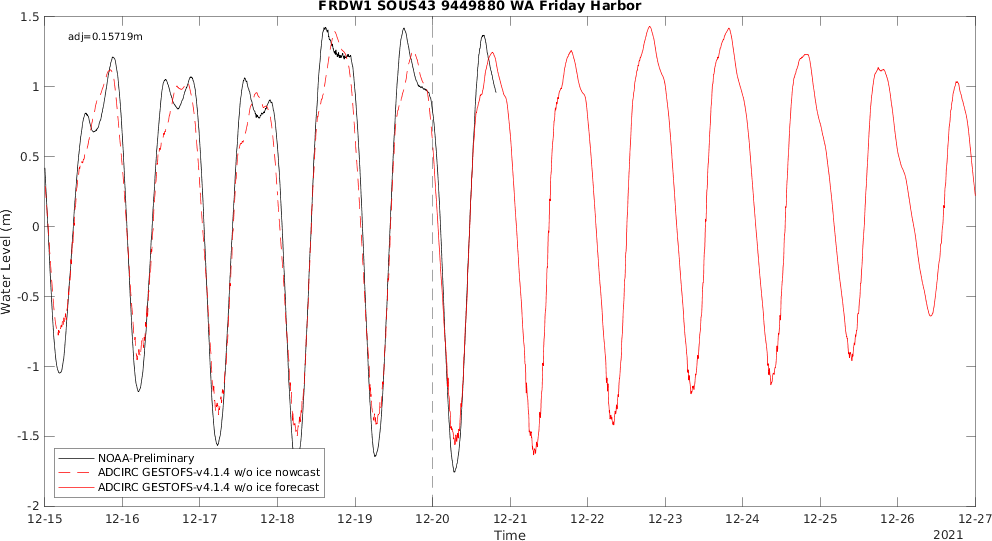 FRDW1 SOUS43 9449880 WA Friday Harbor
adj=0.15719m
1.5
1
0.5
0
-0.5
-1
-1.5
-2
Water Level (m)
NOAA-Preliminary
ADCIRC GESTOFS-v4.1.4 w/o ice nowcast
ADCIRC GESTOFS-v4.1.4 w/o ice forecast
12-15 12-16 12-17 12-18 12-19 12-20 12-21 12-22 12-23 12-24 12-25 12-26 12-27
Time
2021